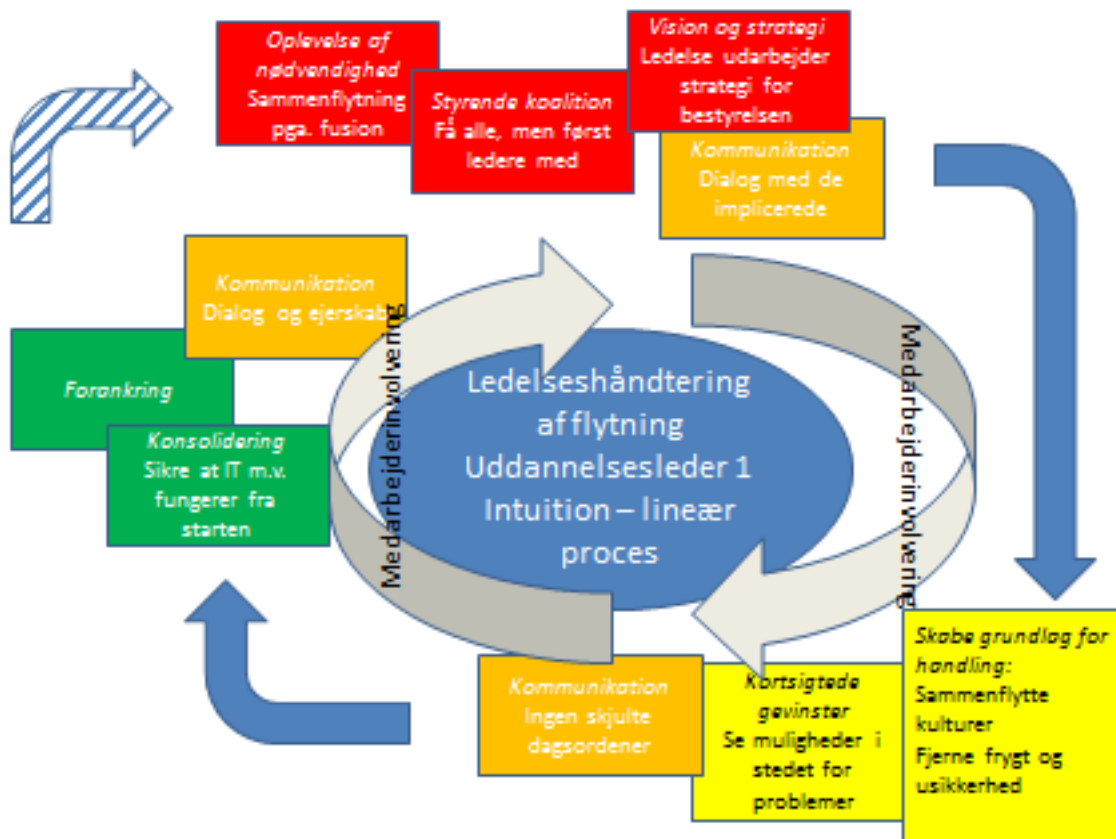 Oplevelse af
nødvendighed
Sammenflytning
pga. fusion
Styrende koalition
Få alle, men først
ledere med
Vision og strategi
Ledelse udarbejder
strategi for
bestyrelsen
Kommunikation
Dialog med de
implicerede
Kommunikation
Dialog og ejerskab
Forankring
Konsolidering
Sikre at IT m.v.
fungerer fra
starten
Medarbejderinvolvering
Ledelseshåndtering
af flytning
Uddannelsesleder 1
Intuition – lineær
proces
Medarbejderinvolvering
Skabe grundlag for
handling:
Sammenflytte
kulturer
Fjerne frygt og
usikkerhed
Kortsigtede
gevinster
Se muligheder i
stedet for
problemer
Kommunikation
Ingen skjulte
dagsordener